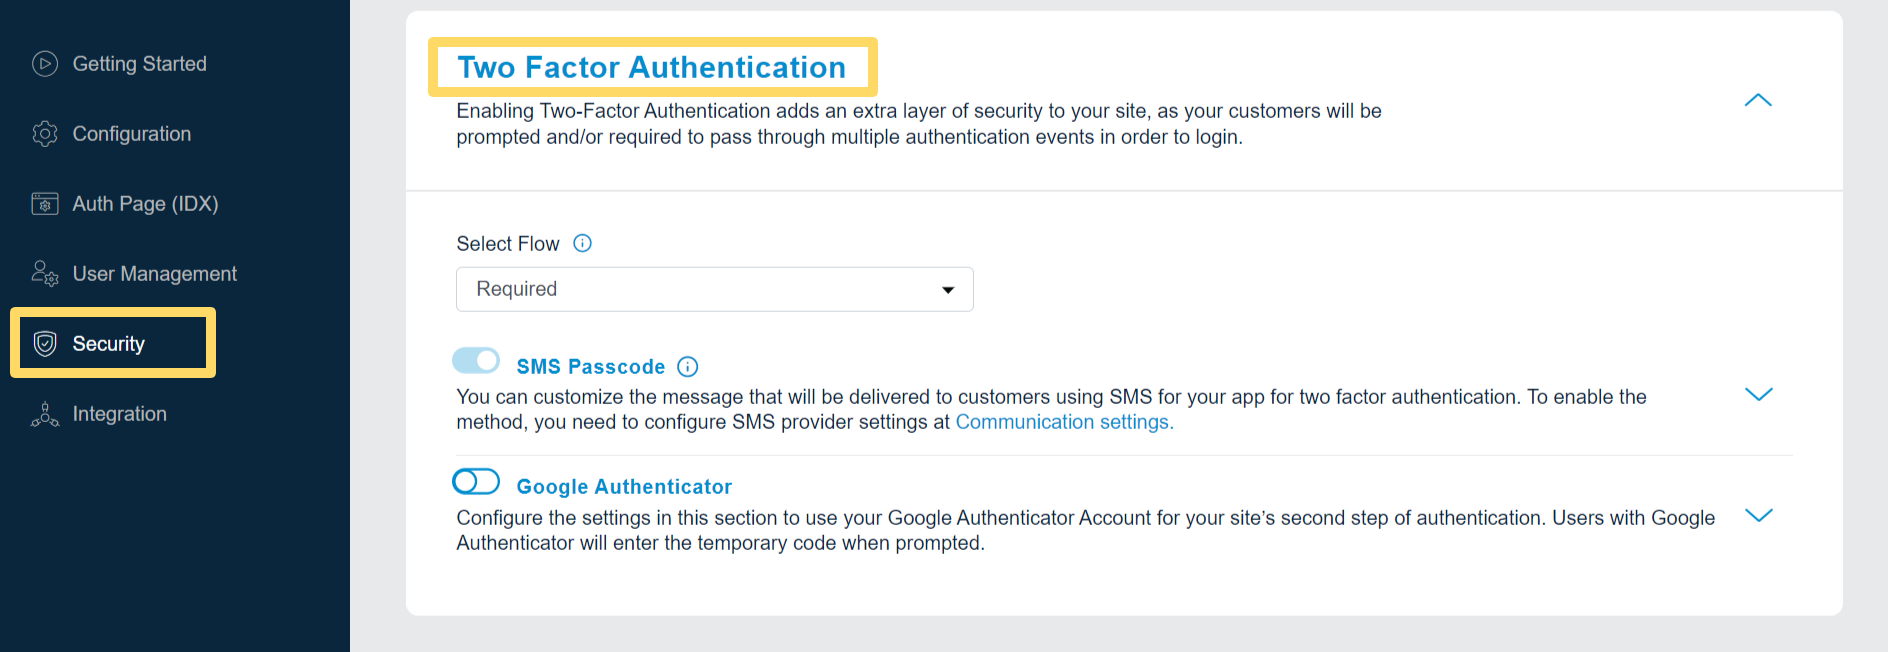 Getting Started
Configuration
Auth Page (IDX)
User Management
Security
Integration
Two Factor Authentication
Enabling Two-Factor Authentication adds an extra layer of security to your site, as your customers will be
prompted and/or required to pass through multiple authentication events in order to login.
Select Flow
Required
SMS Passcode
You can customize the message that will be delivered to customers using SMS for your app for two factor authentication. To enable the
method, you need to configure SMS provider settings at Communication settings.
Google Authenticator
Configure the settings in this section to use your Google Authenticator Account for your site’s second step of authentication. Users with Google
Authenticator will enter the temporary code when prompted.